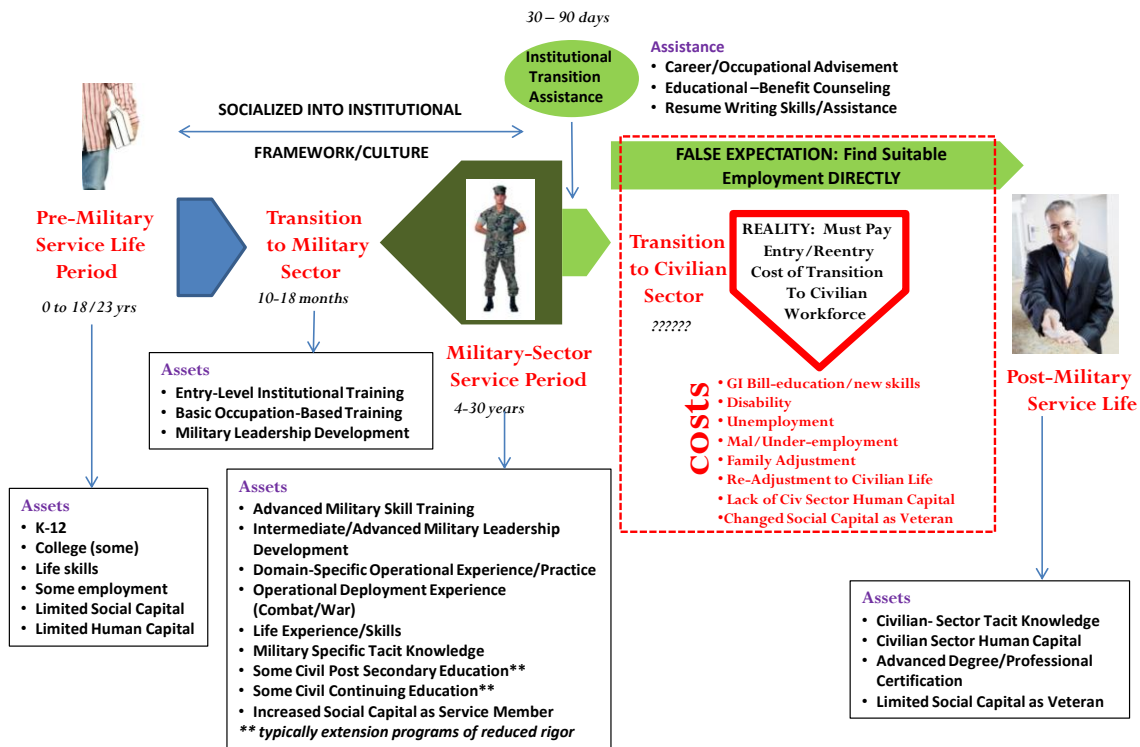 30 – 90 days
Institutional
Transition
Assistance
Assistance
• Career/Occupational Advisement
• Educational –Benefit Counseling
• Resume Writing Skills/Assistance
SOCIALIZED INTO INSTITUTIONAL
FRAMEWORK/CULTURE
Pre-Military
Service Life
Period
0 to 18/23 yrs
Transition
to Military
Sector
10-18 months
Military-Sector
Service Period
4-30 years
FALSE EXPECTATION: Find Suitable
Employment DIRECTLY
Transition
to Civilian
Sector
??????
REALITY: Must Pay
Entry/Reentry
Cost of Transition
To Civilian
Workforce
costs
• GI Bill-education/new skills
• Disability
• Unemployment
• Mal/Under-employment
• Family Adjustment
•Re-Adjustment to Civilian Life
•Lack of Civ Sector Human Capital
•Changed Social Capital as Veteran
Post-Military
Service Life
Assets
• Entry-Level Institutional Training
• Basic Occupation-Based Training
• Military Leadership Development
Assets
• K-12
• College (some)
• Life skills
• Some employment
• Limited Social Capital
• Limited Human Capital
Assets
• Advanced Military Skill Training
• Intermediate/Advanced Military Leadership
Development
• Domain-Specific Operational Experience/Practice
• Operational Deployment Experience
(Combat/War)
• Life Experience/Skills
• Military Specific Tacit Knowledge
• Some Civil Post Secondary Education**
• Some Civil Continuing Education**
• Increased Social Capital as Service Member
** typically extension programs of reduced rigor
Assets
• Civilian- Sector Tacit Knowledge
• Civilian Sector Human Capital
• Advanced Degree/Professional
Certification
• Limited Social Capital as Veteran